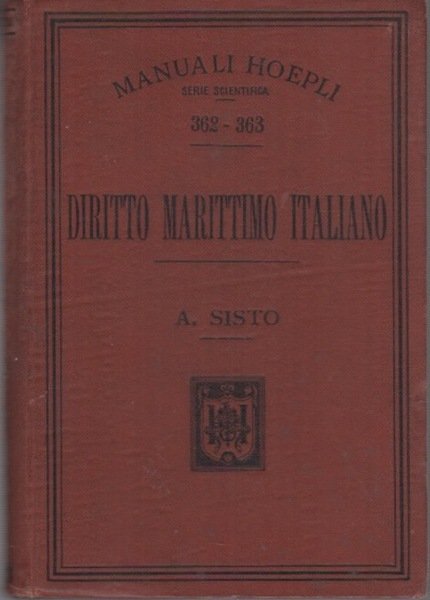 MANUALI HOEPLI
SERIE SCIENTIFICA
362-363
DIRITTO MARITTIMO ITALIANO
A. SISTO